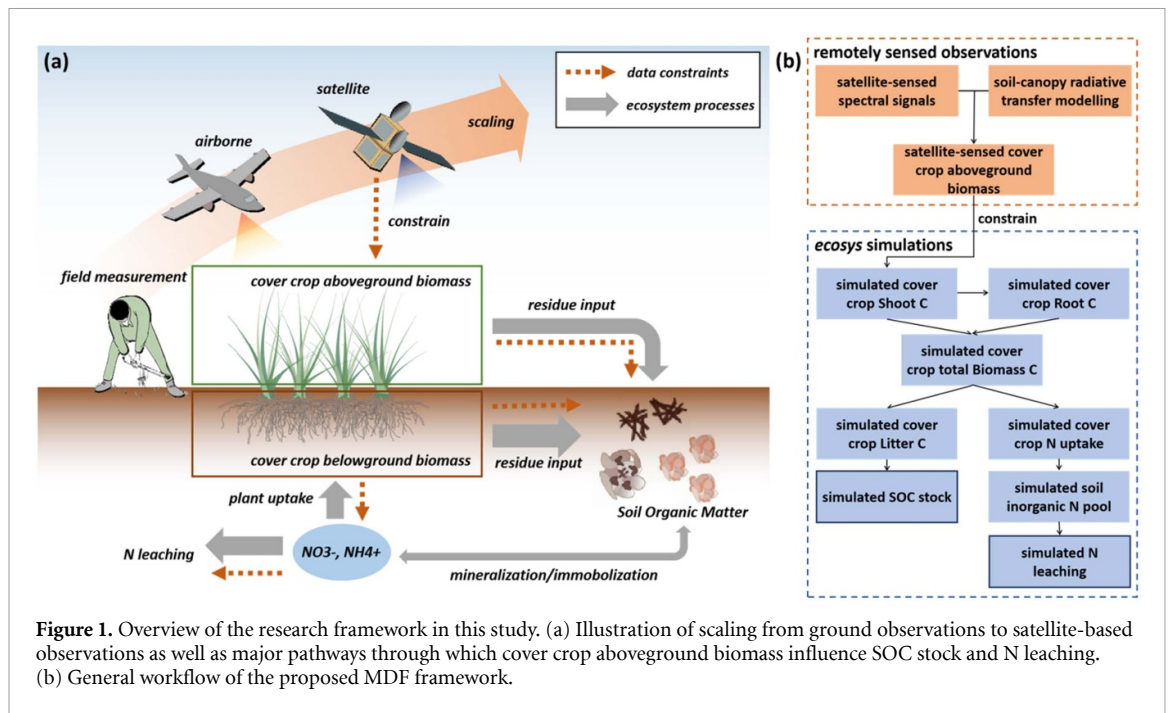 (a)
data constraints
ecosystem processes
satellite
scaling
airborne
constrain
field measurement
cover crop aboveground biomass
residue input
cover crop belowground biomass
residue input
plant uptake
Soil Organic Matter
N leaching
NO3-, NH4+
mineralization/immobolization
(b)
remotely sensed observations
satellite-sensed
spectral signals
soil-canopy radiative
transfer modelling
satellite-sensed cover
crop aboveground
biomass
constrain
ecosys simulations
simulated cover
crop Shoot C
simulated cover
crop Root C
simulated cover
crop total Biomass C
simulated cover
crop Litter C
simulated cover
crop N uptake
simulated SOC stock
simulated soil
inorganic N pool
simulated N
leaching
Figure 1. Overview of the research framework in this study. (a) Illustration of scaling from ground observations to satellite-based
observations as well as major pathways through which cover crop aboveground biomass influence SOC stock and N leaching.
(b) General workflow of the proposed MDF framework.